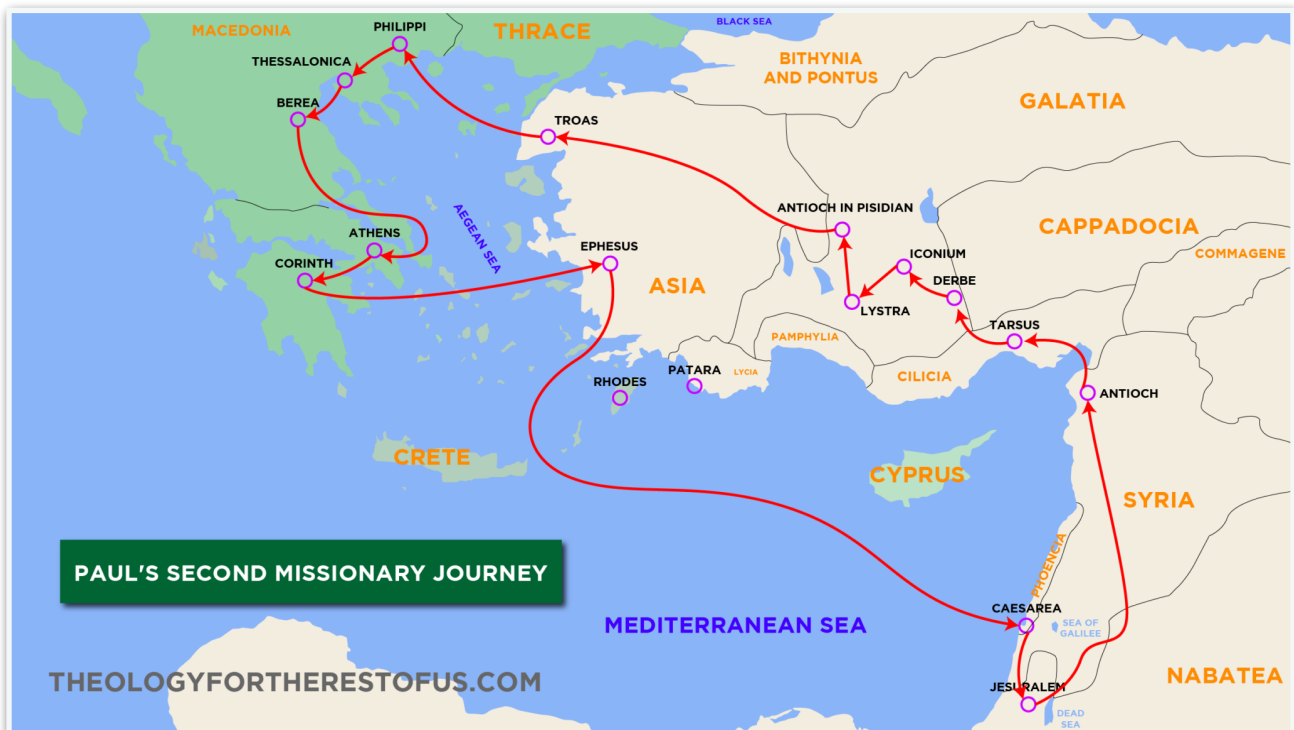 BLACK SEA
MACEDONIA
PHILIPPI
THRACE
THESSALONICA
BITHYNIA
AND PONTUS
BEREA
GALATIA
TROAS
ANTIOCH IN PISIDIAN
AEGEAN SEA
ATHENS
CAPPADOCIA
EPHESUS
ICONIUM
COMMAGENE
CORINTH
ASIA
DERBE
LYSTRA
TARSUS
PAMPHYLIA
PATARA
LYCIA
CILICIA
RHODES
ANTIOCH
CRETE
CYPRUS
SYRIA
PHOENCIA
PAUL'S SECOND MISSIONARY JOURNEY
CAESAREA
MEDITERRANEAN SEA
SEA OF
GALILEE
THEOLOGYFORTHERESTOFUS.COM
NABATEA
JESURALEM
DEAD
SEA